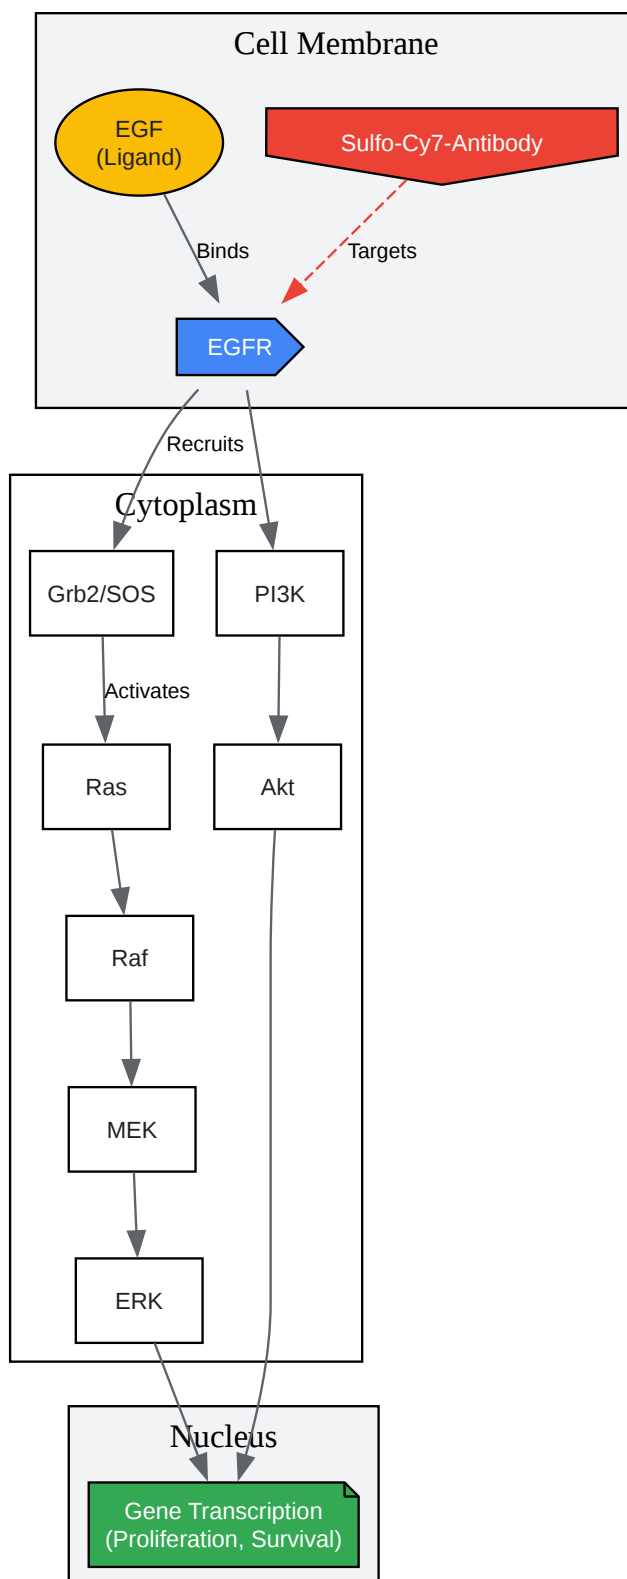 Cell Membrane
EGF
(Ligand)
Sulfo-Cy7-Antibody
Binds
Targets
EGFR
Recruits
Cytoplasm
Grb2/SOS
PI3K
Activates
Ras
Akt
Raf
MEK
ERK
Nucleus
Gene Transcription
(Proliferation, Survival)